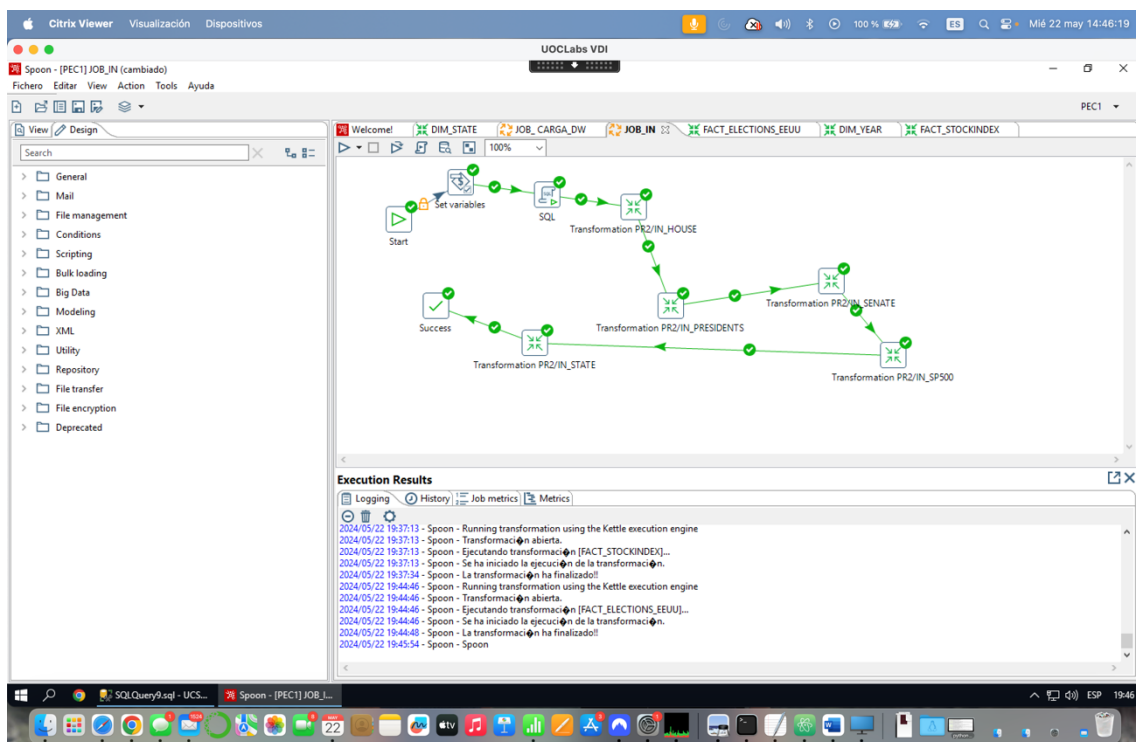 Citrix Viewer Visualización Dispositivos 100 % ES Mié 22 may 14:46:19
UOCLabs VDI
Spoon - [PEC1] JOB_IN (cambiado)
Fichero Editar View Action Tools Ayuda
PEC1
View Design
Welcome! DIM_STATE JOB_ CARGA_DW JOB_IN FACT_ELECTIONS_EEUU DIM_YEAR FACT_STOCKINDEX
Search
100%
General
Mail
File management
Conditions
Scripting
Bulk loading
Big Data
Modeling
XML
Utility
Repository
File transfer
File encryption
Deprecated
Set variables
SQL
Transformation PR2/IN_HOUSE
Start
Transformation PR2/IN_SENATE
Success
Transformation PR2/IN_PRESIDENTS
Transformation PR2/IN_STATE
Transformation PR2/IN_SP500
Execution Results
Logging History Job metrics Metrics
2024/05/22 19:37:13 - Spoon - Running transformation using the Kettle execution engine
2024/05/22 19:37:13 - Spoon - Transformaci�n abierta.
2024/05/22 19:37:13 - Spoon - Ejecutando transformaci�n [FACT_STOCKINDEX]...
2024/05/22 19:37:13 - Spoon - Se ha iniciado la ejecuci�n de la transformaci�n.
2024/05/22 19:37:34 - Spoon - La transformaci�n ha finalizado!!
2024/05/22 19:44:46 - Spoon - Running transformation using the Kettle execution engine
2024/05/22 19:44:46 - Spoon - Transformaci�n abierta.
2024/05/22 19:44:46 - Spoon - Ejecutando transformaci�n [FACT_ELECTIONS_EEUU]...
2024/05/22 19:44:46 - Spoon - Se ha iniciado la ejecuci�n de la transformaci�n.
2024/05/22 19:44:48 - Spoon - La transformaci�n ha finalizado!!
2024/05/22 19:45:54 - Spoon - Spoon
SQLQuery9.sql - UCS... Spoon - [PEC1] JOB_I... ESP 19:46
22 tv